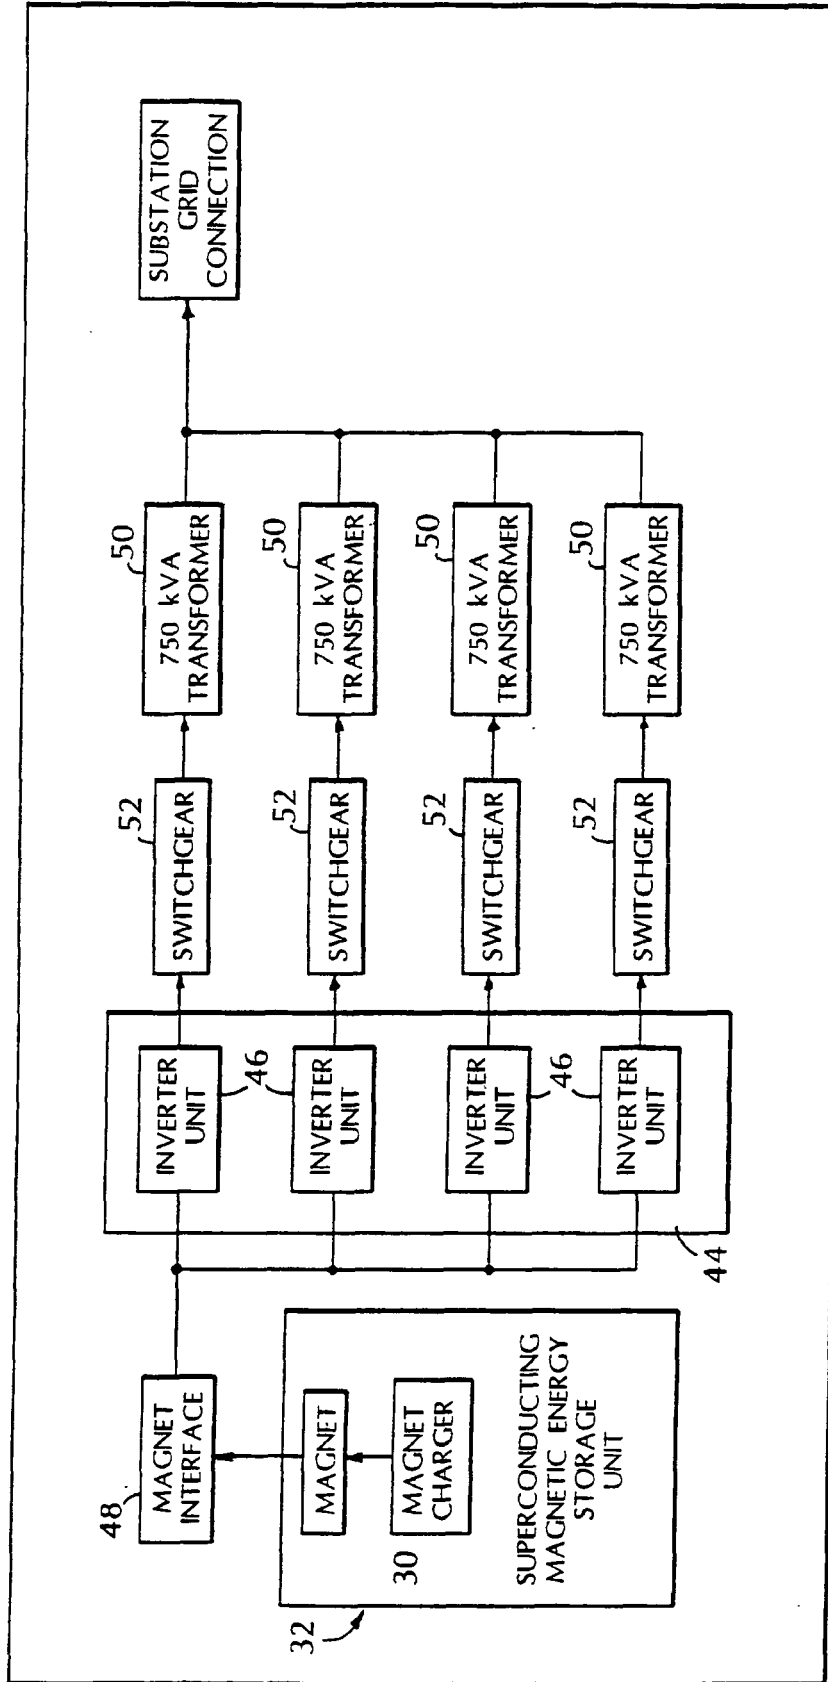 48
MAGNET
INTERFACE
MAGNET
MAGNET
CHARGER
30
32
SUPERCONDUCTING
MAGNETIC ENERGY
STORAGE
UNIT
INVERTER
UNIT
46
INVERTER
UNIT
INVERTER
UNIT
46
INVERTER
UNIT
44
52
SWITCHGEAR
52
SWITCHGEAR
52
SWITCHGEAR
52
SWITCHGEAR
50
750 kVA
TRANSFORMER
50
750 kVA
TRANSFORMER
50
750 kVA
TRANSFORMER
50
750 kVA
TRANSFORMER
SUBSTATION
GRID
CONNECTION